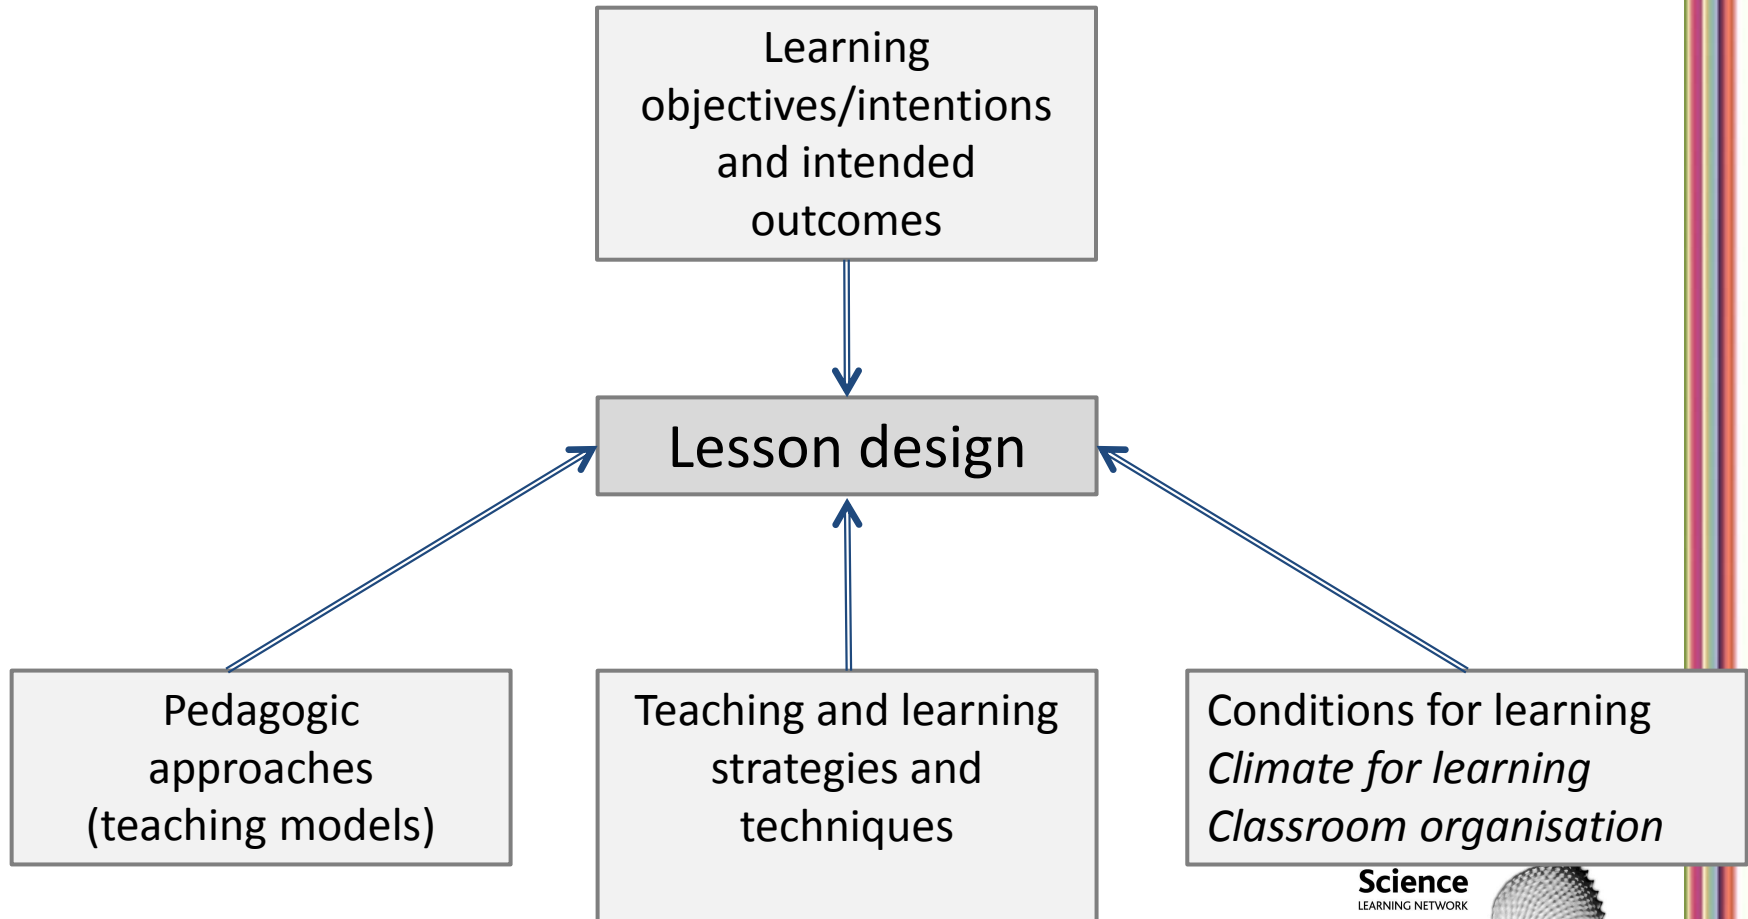 Learning
objectives/intentions
and intended
outcomes
Lesson design
Pedagogic
approaches
(teaching models)
Teaching and learning
strategies and
techniques
Conditions for learning
Climate for learning
Classroom organisation
Science
LEARNING NETWORK